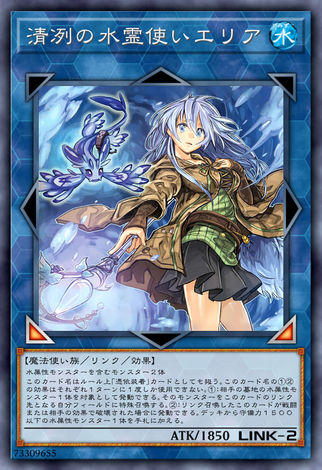 清冽の水霊使いエリア
水
【魔法使い族/リンク/効果】
水属性モンスターを含むモンスター2体
このカード名はルール上「憑依装着」カードとしても扱う。このカード名の①②
の効果はそれぞれ1ターンに1度しか使用できない。①:相手の墓地の水属性モン
スター1体を対象として発動できる。そのモンスターをこのカードのリンク
先となる自分フィールドに特殊召喚する。②:リンク召喚したこのカードが戦闘
または相手の効果で破壊された場合に発動できる。デッキから守備力1500
以下の水属性モンスター1体を手札に加える。
ATK/1850 LINK-2
73309655